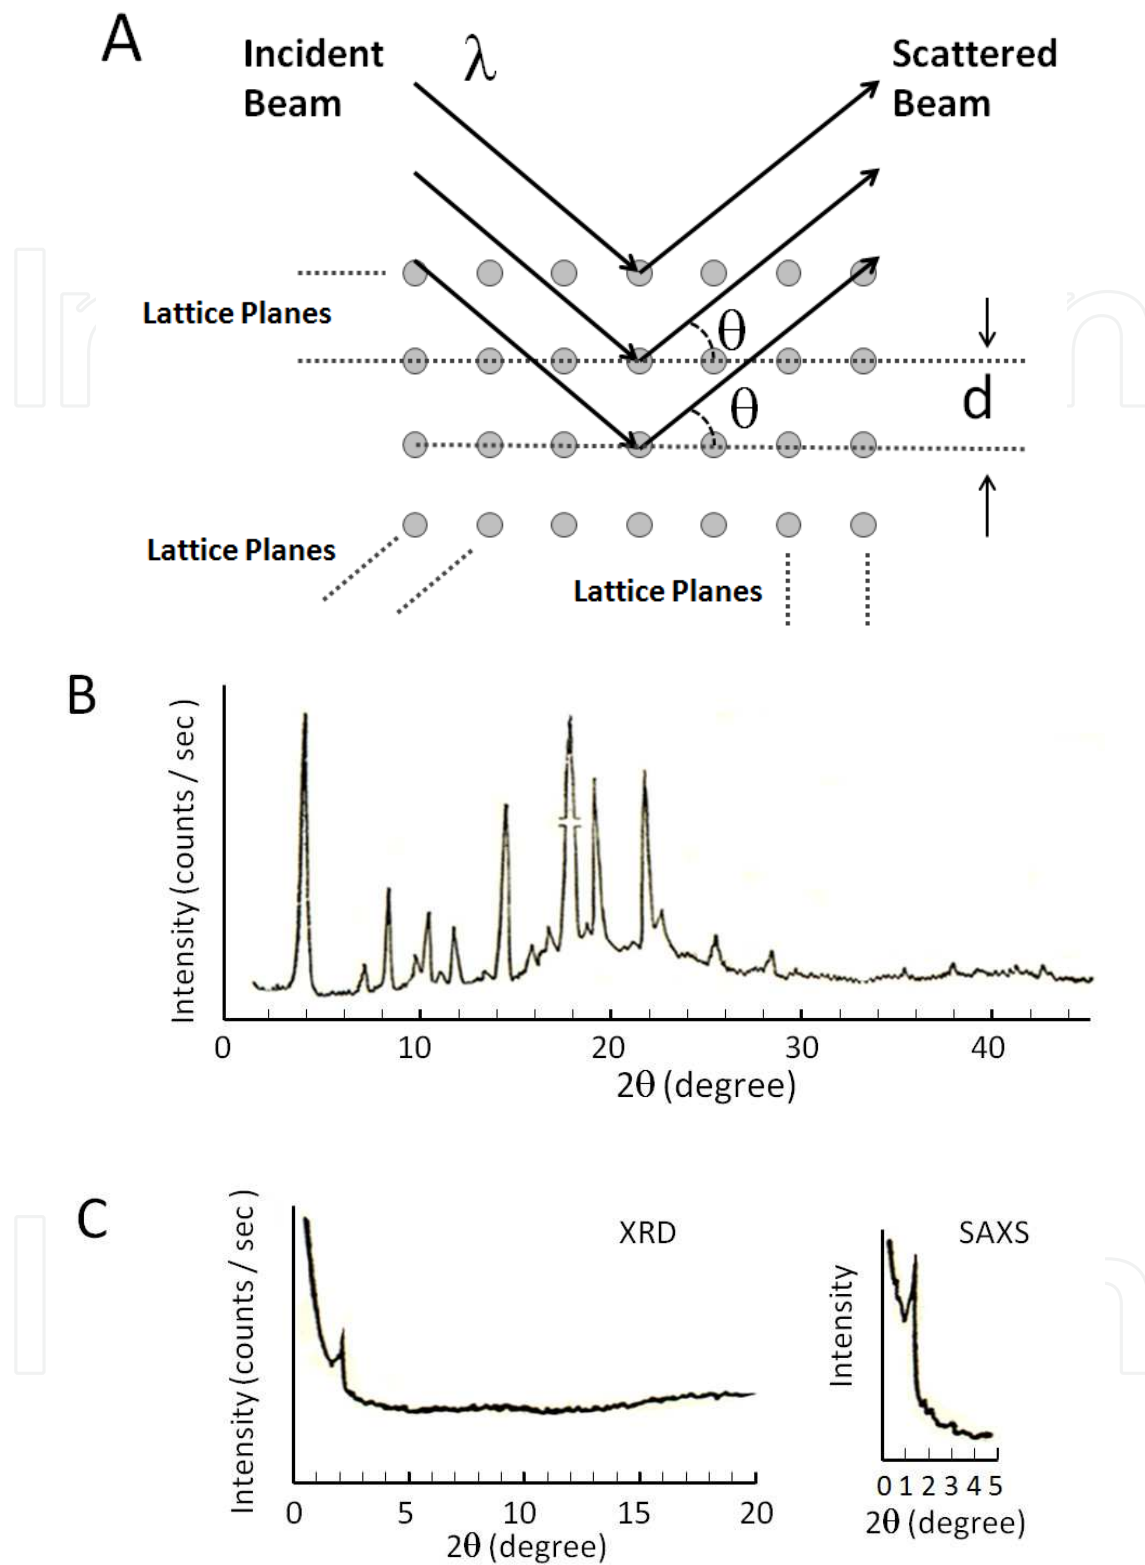 A
Incident
Beam
λ
Scattered
Beam
Lattice Planes
θ
d
θ
Lattice Planes
Lattice Planes
B
Intensity (counts / sec )
0 10 20 30 40
2θ (degree)
C
Intensity (counts / sec )
XRD
0 5 10 15 20
2θ (degree)
Intensity
SAXS
0 1 2 3 4 5
2θ (degree)